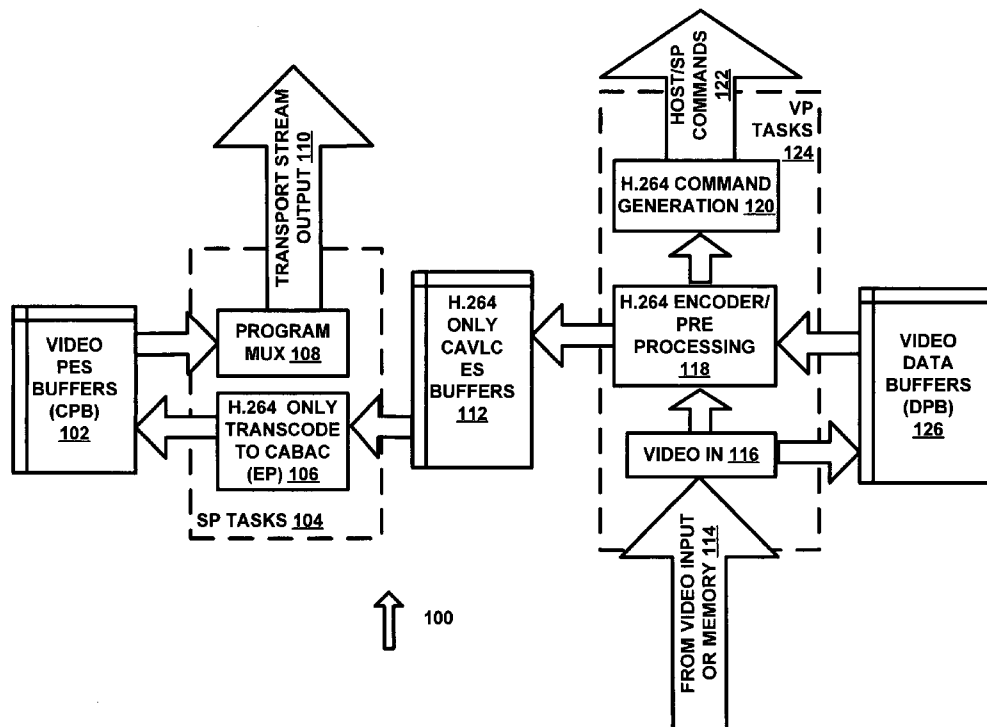 TRANSPORT STREAM
OUTPUT 110
VIDEO
PES
BUFFERS
(CPB)
102
PROGRAM
MUX 108
H.264 ONLY
TRANSCODE
TO CABAC
(EP) 106
SP TASKS 104
H.264
ONLY
CAVLC
ES
BUFFERS
112
HOST/SP
COMMANDS
122
VP
TASKS
124
H.264 COMMAND
GENERATION 120
H.264 ENCODER/
PRE
PROCESSING
118
VIDEO IN 116
VIDEO
DATA
BUFFERS
(DPB)
126
FROM VIDEO INPUT
OR MEMORY 114
100